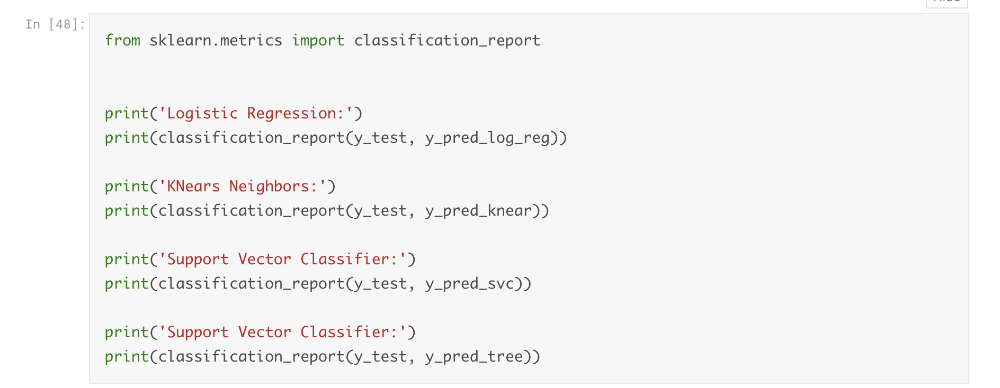 In [48]:
from sklearn.metrics import classification_report
print('Logistic Regression:')
print(classification_report(y_test, y_pred_log_reg))
print('KNears Neighbors:')
print(classification_report(y_test, y_pred_knear))
print('Support Vector Classifier:')
print(classification_report(y_test, y_pred_svc))
print('Support Vector Classifier:')
print(classification_report(y_test, y_pred_tree))